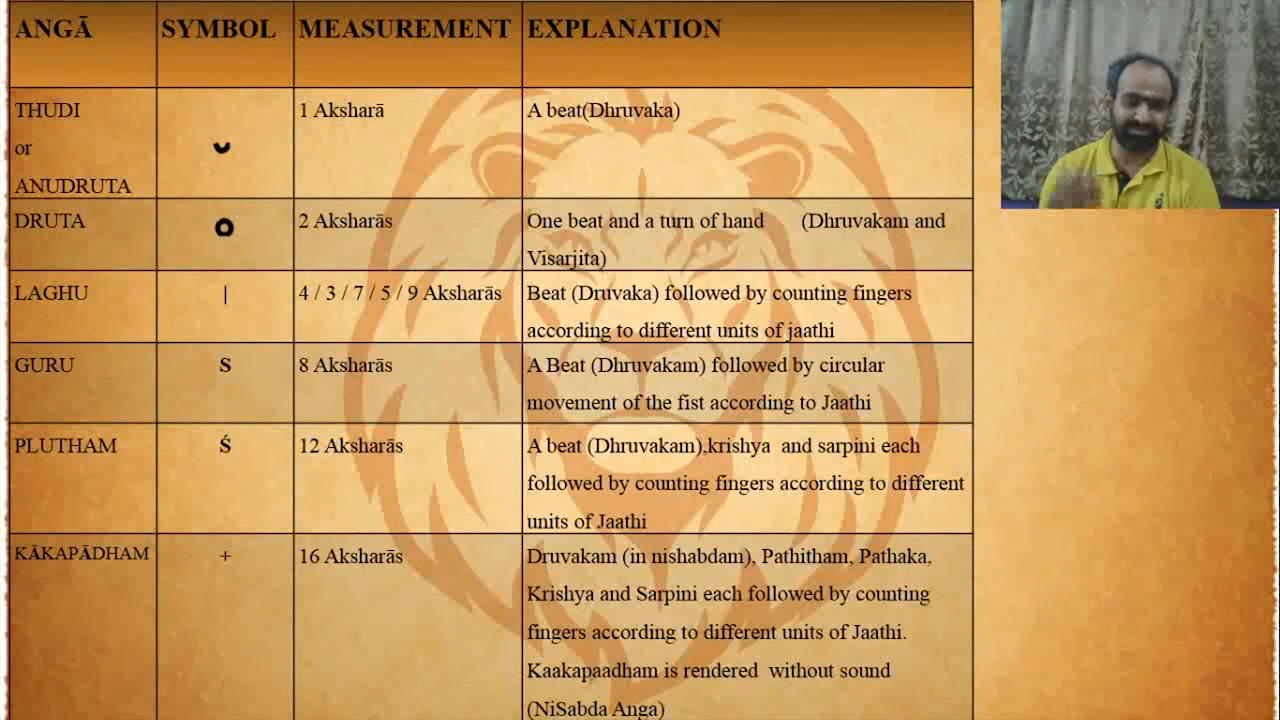 ANGĀ SYMBOL MEASUREMENT EXPLANATION
THUDI
or
ANUDRUTA
1 Aksharā
A beat(Dhruvaka)
DRUTA
2 Aksharās
One beat and a turn of hand (Dhruvakam and
Visarjita)
LAGHU
|
4 / 3 / 7 / 5 / 9 Aksharās
Beat (Druvaka) followed by counting fingers
according to different units of jaathi
GURU
S
8 Aksharās
A Beat (Dhruvakam) followed by circular
movement of the fist according to Jaathi
PLUTHAM
Ś
12 Aksharās
A beat (Dhruvakam),krishya and sarpini each
followed by counting fingers according to different
units of Jaathi
KĀKAPĀDHAM
+
16 Aksharās
Druvakam (in nishabdam), Pathitham, Pathaka,
Krishya and Sarpini each followed by counting
fingers according to different units of Jaathi.
Kaakapaadham is rendered without sound
(NiSabda Anga)